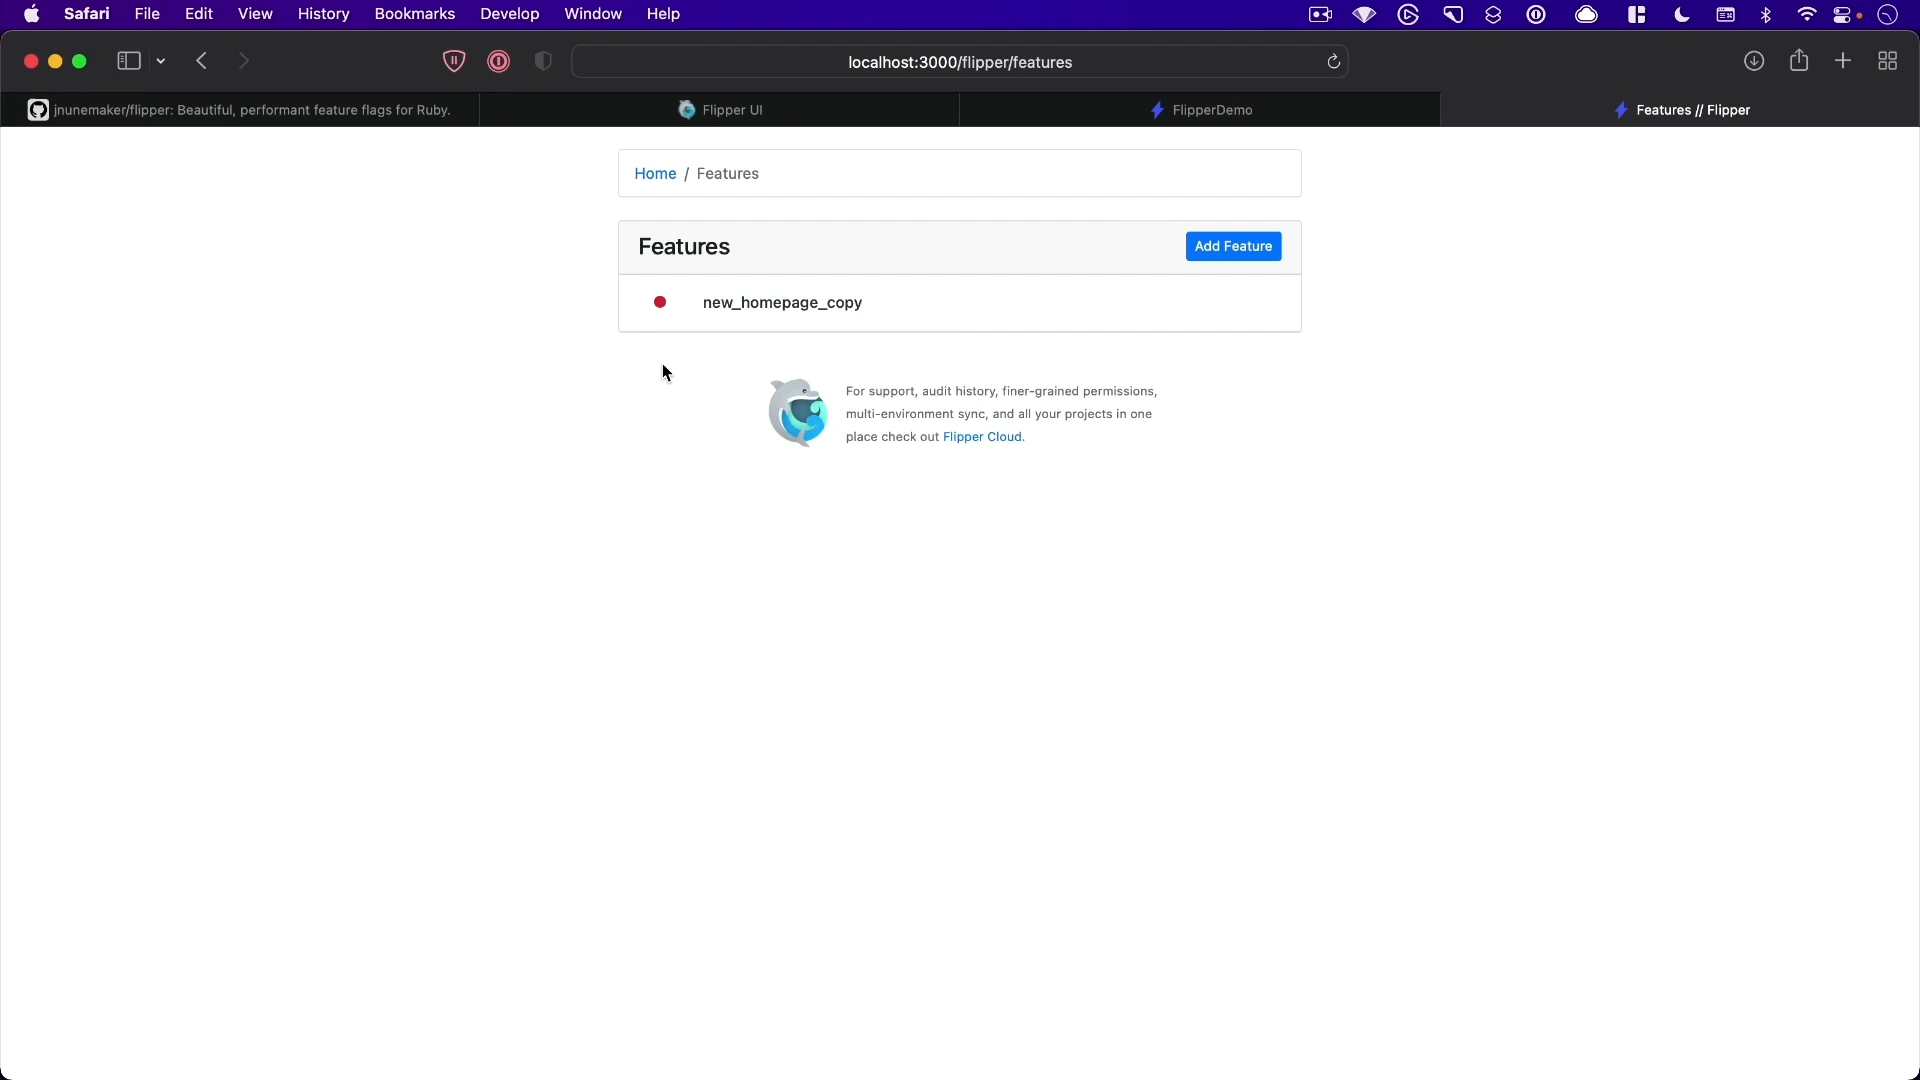 Safari File Edit View History Bookmarks Develop Window Help
localhost:3000/flipper/features
jnunemaker/flipper: Beautiful, performant feature flags for Ruby.
Flipper UI
FlipperDemo
Features // Flipper
Home / Features
Features
Add Feature
new_homepage_copy
For support, audit history, finer-grained permissions,
multi-environment sync, and all your projects in one
place check out Flipper Cloud.